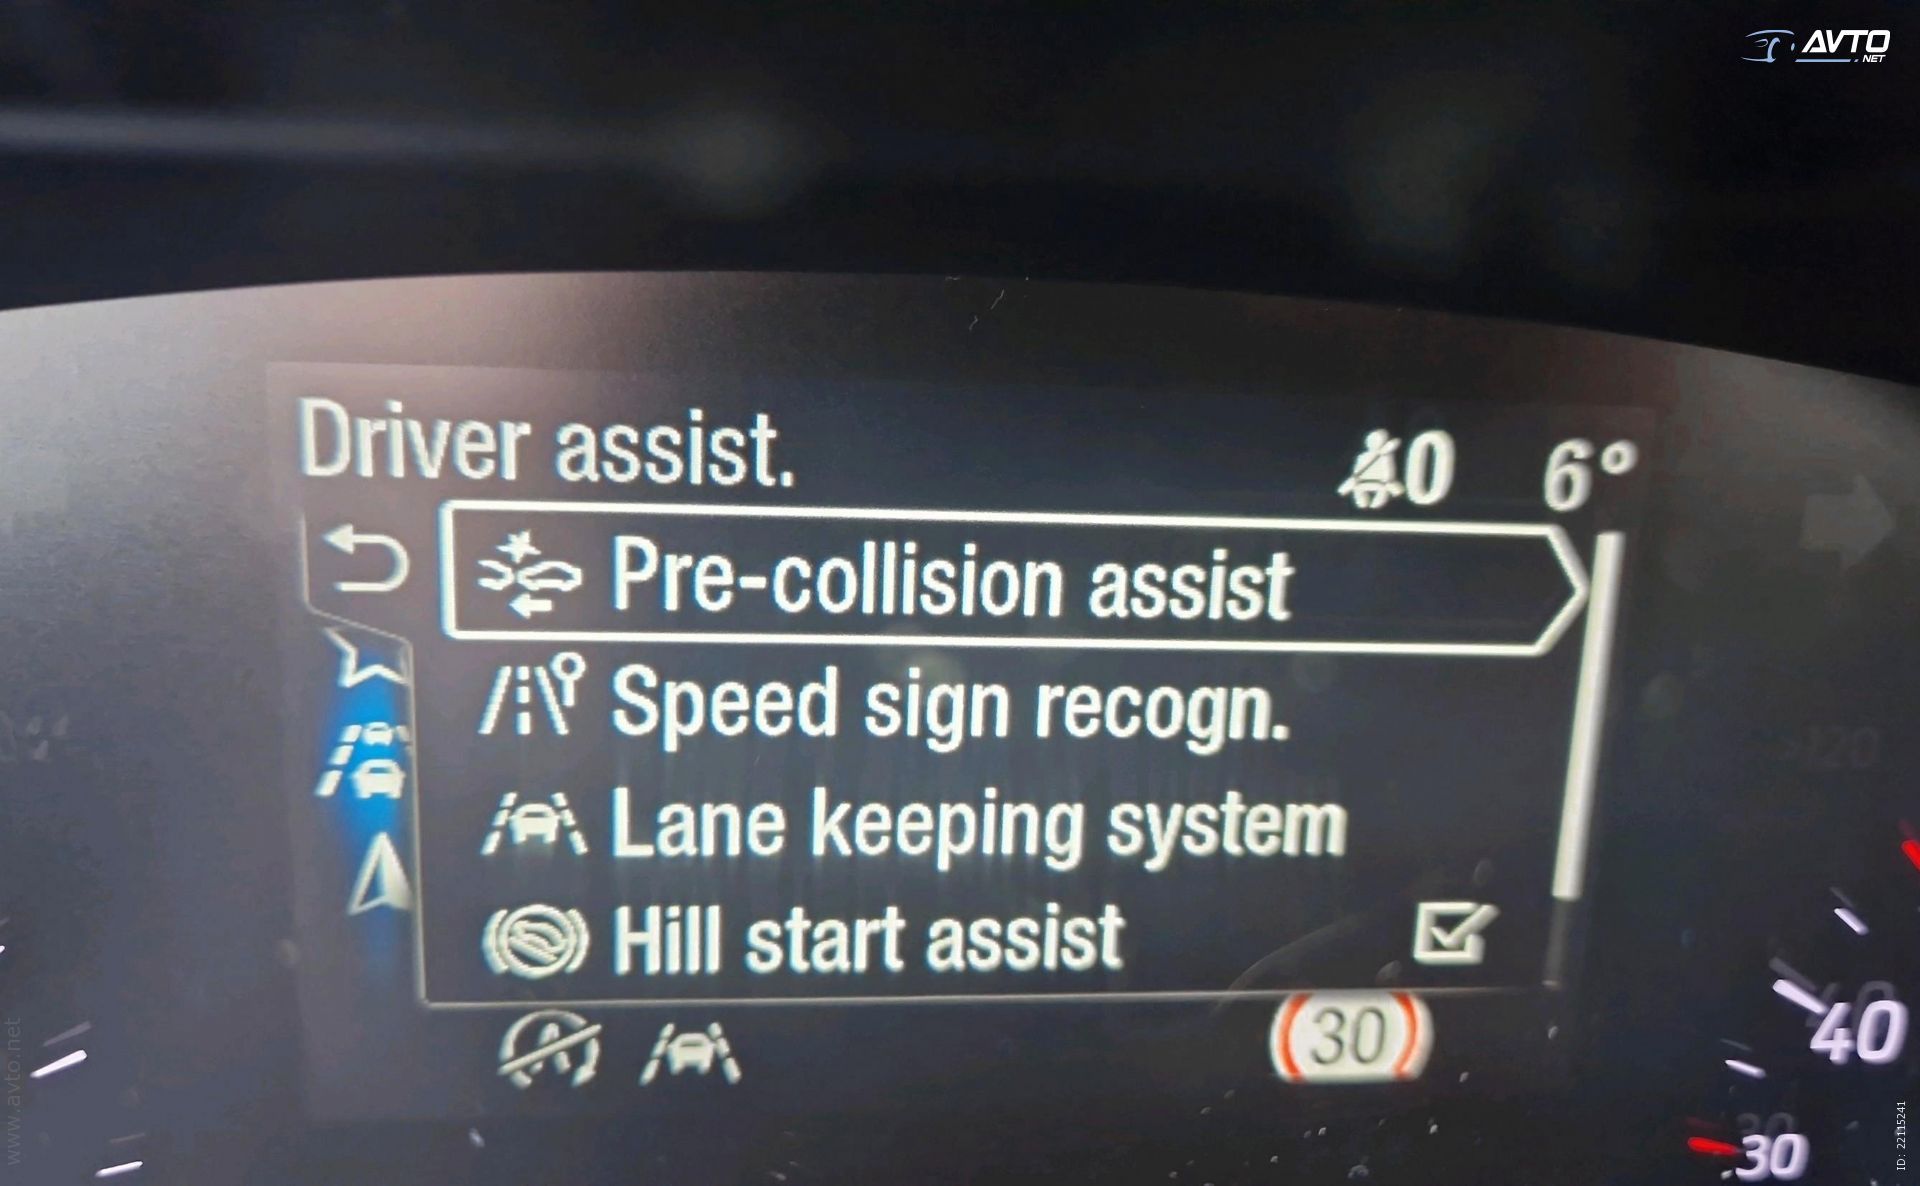 AVTO
NET
Driver assist.
0 6°
Pre-collision assist
Speed sign recogn.
Lane keeping system
Hill start assist
30
40
30
120
www.avto.net
ID: 22115241